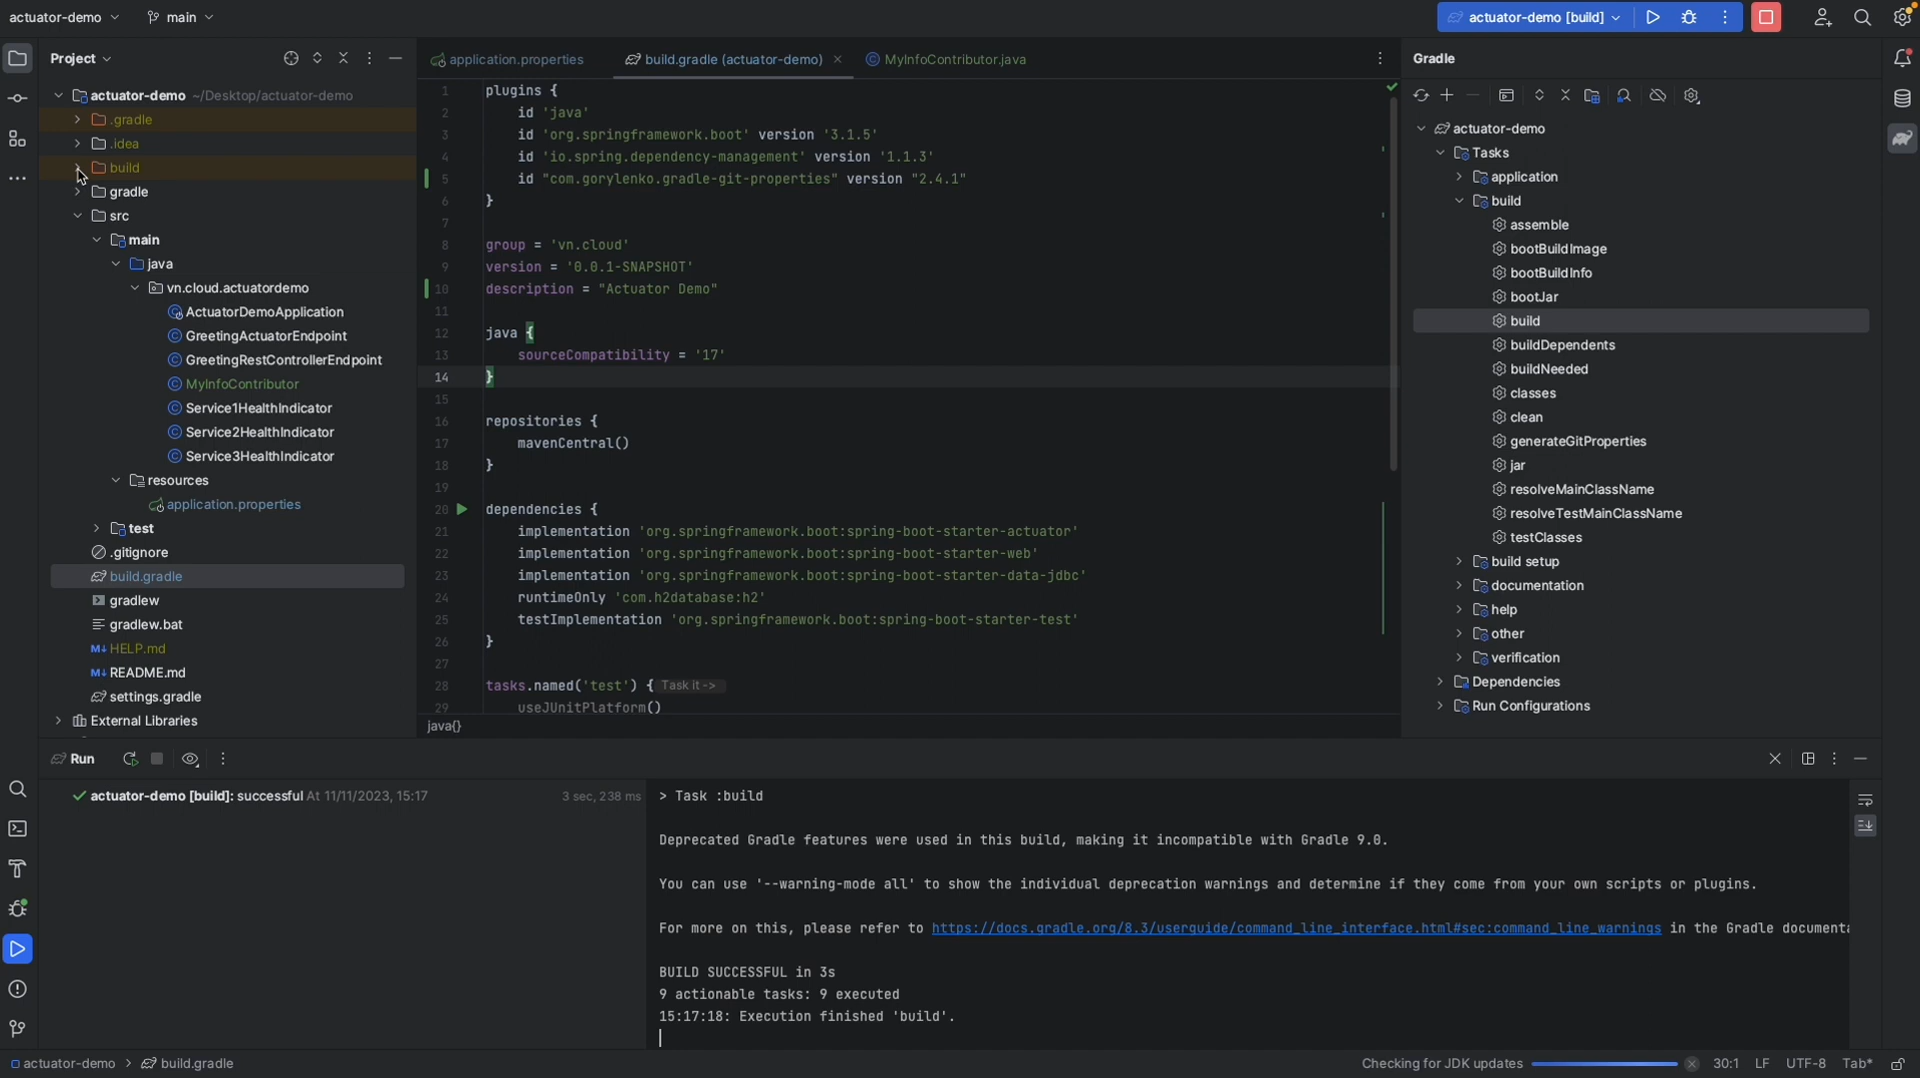 actuator-demo
main
actuator-demo [build]
Project
application.properties
build.gradle (actuator-demo)
MyInfoContributor.java
Gradle
actuator-demo ~/Desktop/actuator-demo
.gradle
.idea
build
gradle
src
main
java
vn.cloud.actuatordemo
ActuatorDemoApplication
GreetingActuatorEndpoint
GreetingRestControllerEndpoint
MyInfoContributor
Service1HealthIndicator
Service2HealthIndicator
Service3HealthIndicator
resources
application.properties
test
.gitignore
build.gradle
gradlew
gradlew.bat
M↓ HELP.md
M↓ README.md
settings.gradle
External Libraries
1 plugins {
2 id 'java'
3 id 'org.springframework.boot' version '3.1.5'
4 id 'io.spring.dependency-management' version '1.1.3'
5 id "com.gorylenko.gradle-git-properties" version "2.4.1"
6 }
7
8 group = 'vn.cloud'
9 version = '0.0.1-SNAPSHOT'
10 description = "Actuator Demo"
11
12 java {
13 sourceCompatibility = '17'
14 }
15
16 repositories {
17 mavenCentral()
18 }
19
20 dependencies {
21 implementation 'org.springframework.boot:spring-boot-starter-actuator'
22 implementation 'org.springframework.boot:spring-boot-starter-web'
23 implementation 'org.springframework.boot:spring-boot-starter-data-jdbc'
24 runtimeOnly 'com.h2database:h2'
25 testImplementation 'org.springframework.boot:spring-boot-starter-test'
26 }
27
28 tasks.named('test') { Task it ->
29 useJUnitPlatform()
java{}
actuator-demo
Tasks
application
build
assemble
bootBuildImage
bootBuildInfo
bootJar
build
buildDependents
buildNeeded
classes
clean
generateGitProperties
jar
resolveMainClassName
resolveTestMainClassName
testClasses
build setup
documentation
help
other
verification
Dependencies
Run Configurations
Run
actuator-demo [build]: successful At 11/11/2023, 15:17 3 sec, 238 ms
> Task :build
Deprecated Gradle features were used in this build, making it incompatible with Gradle 9.0.
You can use '--warning-mode all' to show the individual deprecation warnings and determine if they come from your own scripts or plugins.
For more on this, please refer to https://docs.gradle.org/8.3/userguide/command_line_interface.html#sec:command_line_warnings in the Gradle documenta
BUILD SUCCESSFUL in 3s
9 actionable tasks: 9 executed
15:17:18: Execution finished 'build'.
actuator-demo > build.gradle
Checking for JDK updates
30:1 LF UTF-8 Tab*